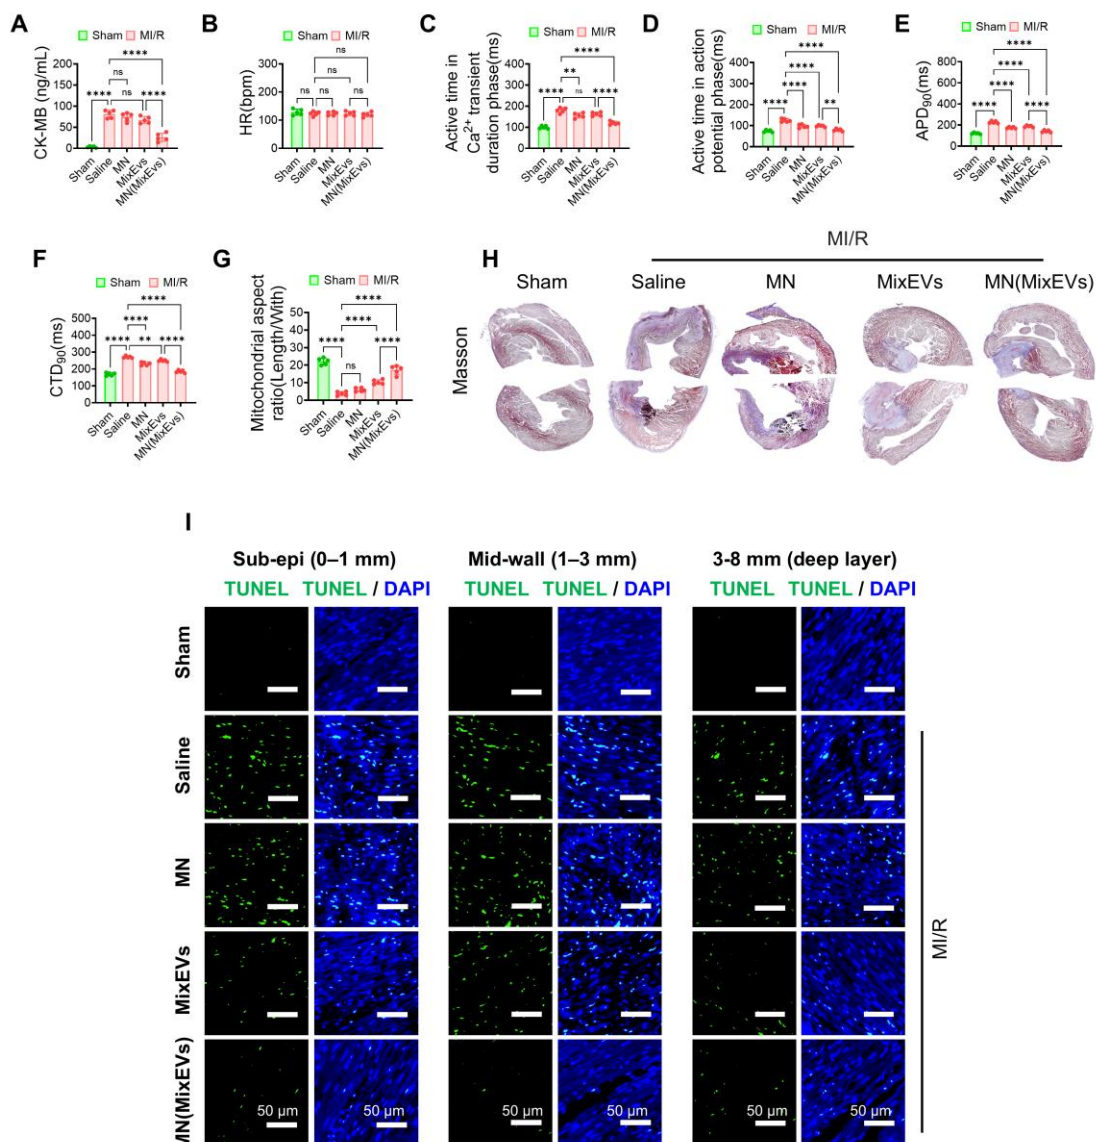 A
Sham MI/R
CK-MB (ng/mL)
150
100
75
50
25
0
****
ns
**** ns ****
Sham
Saline
MN
MixEvs
MN(MixEvs)
B
Sham MI/R
HR(bpm)
400
300
200
100
0
ns
ns
ns ns ns
Sham
Saline
MN
MixEvs
MN(MixEvs)
C
Sham MI/R
Active time in
Ca2+ transient
duration phase(ms)
400
300
200
100
0
****
**
**** ns ****
Sham
Saline
MN
MixEvs
MN(MixEvs)
D
Sham MI/R
Active time in action
potential phase(ms)
400
300
200
100
0
****
****
**** **** **
Sham
Saline
MN
MixEvs
MN(MixEvs)
E
Sham MI/R
APD90(ms)
600
400
200
0
****
****
**** **** ****
Sham
Saline
MN
MixEvs
MN(MixEvs)
F
Sham MI/R
CTD90(ms)
500
400
300
200
100
0
****
****
**** ** ****
Sham
Saline
MN
MixEvs
MN(MixEvs)
G
Sham MI/R
Mitochondrial aspect
ratio(Length/With)
50
40
30
20
10
0
****
****
**** ns ****
Sham
Saline
MN
MixEvs
MN(MixEvs)
H
MI/R
Sham Saline MN MixEVs MN(MixEVs)
Masson
I
Sub-epi (0–1 mm) Mid-wall (1–3 mm) 3-8 mm (deep layer)
TUNEL TUNEL / DAPI TUNEL TUNEL / DAPI TUNEL TUNEL / DAPI
Sham
Saline
MN
MixEVs
MN(MixEVs)
50 µm 50 µm 50 µm 50 µm 50 µm 50 µm
MI/R